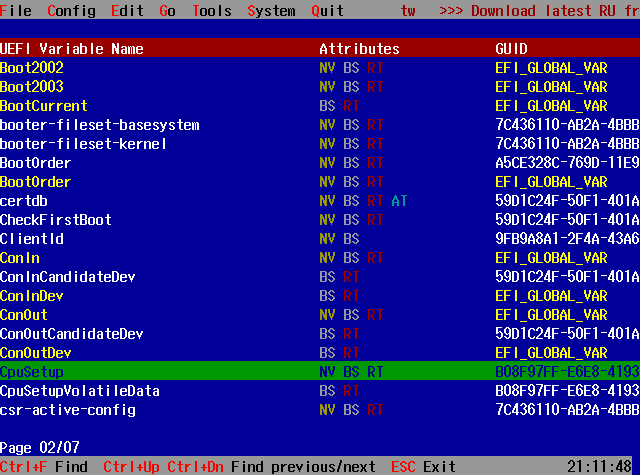 File Config Edit Go Tools System Quit tw >>> Download latest RU fr
UEFI Variable Name Attributes GUID
Boot2002 NV BS RT EFI_GLOBAL_VAR
Boot2003 NV BS RT EFI_GLOBAL_VAR
BootCurrent BS RT EFI_GLOBAL_VAR
booter-fileset-basesystem NV BS RT 7C436110-AB2A-4BBB
booter-fileset-kernel NV BS RT 7C436110-AB2A-4BBB
BootOrder NV BS RT A5CE328C-769D-11E9
BootOrder NV BS RT EFI_GLOBAL_VAR
certdb NV BS RT AT 59D1C24F-50F1-401A
CheckFirstBoot NV BS RT 59D1C24F-50F1-401A
ClientId NV BS 9FB9A8A1-2F4A-43A6
ConIn NV BS RT EFI_GLOBAL_VAR
ConInCandidateDev BS RT 59D1C24F-50F1-401A
ConInDev BS RT EFI_GLOBAL_VAR
ConOut NV BS RT EFI_GLOBAL_VAR
ConOutCandidateDev BS RT 59D1C24F-50F1-401A
ConOutDev BS RT EFI_GLOBAL_VAR
CpuSetup NV BS RT B08F97FF-E6E8-4193
CpuSetupVolatileData BS RT B08F97FF-E6E8-4193
csr-active-config NV BS RT 7C436110-AB2A-4BBB
Page 02/07
Ctrl+F Find Ctrl+Up Ctrl+Dn Find previous/next ESC Exit 21:11:48